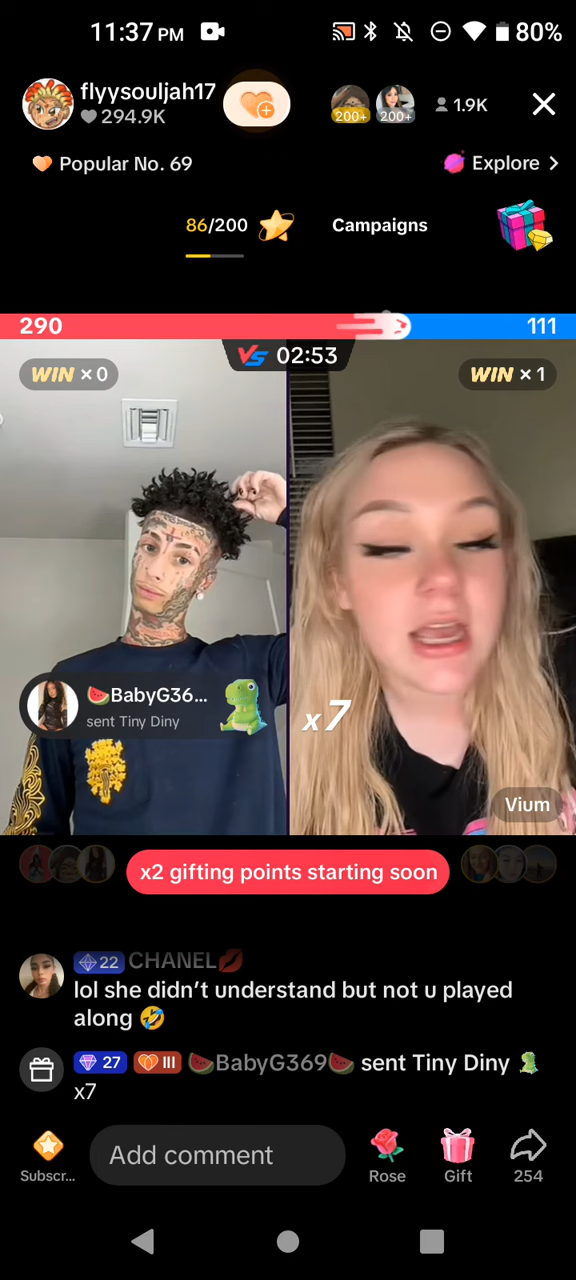 11:37 PM
80%
flyysouljah17
294.9K
200+
200+
1.9K
Popular No. 69
Explore >
86/200
Campaigns
290
111
VS 02:53
WIN x 0
WIN x 1
🍉BabyG36...
sent Tiny Diny
x7
Vium
x2 gifting points starting soon
22 CHANEL💋
lol she didn't understand but not u played
along 🤣
27 III 🍉BabyG369🍉 sent Tiny Diny
x7
Subscr...
Add comment
Rose
Gift
254